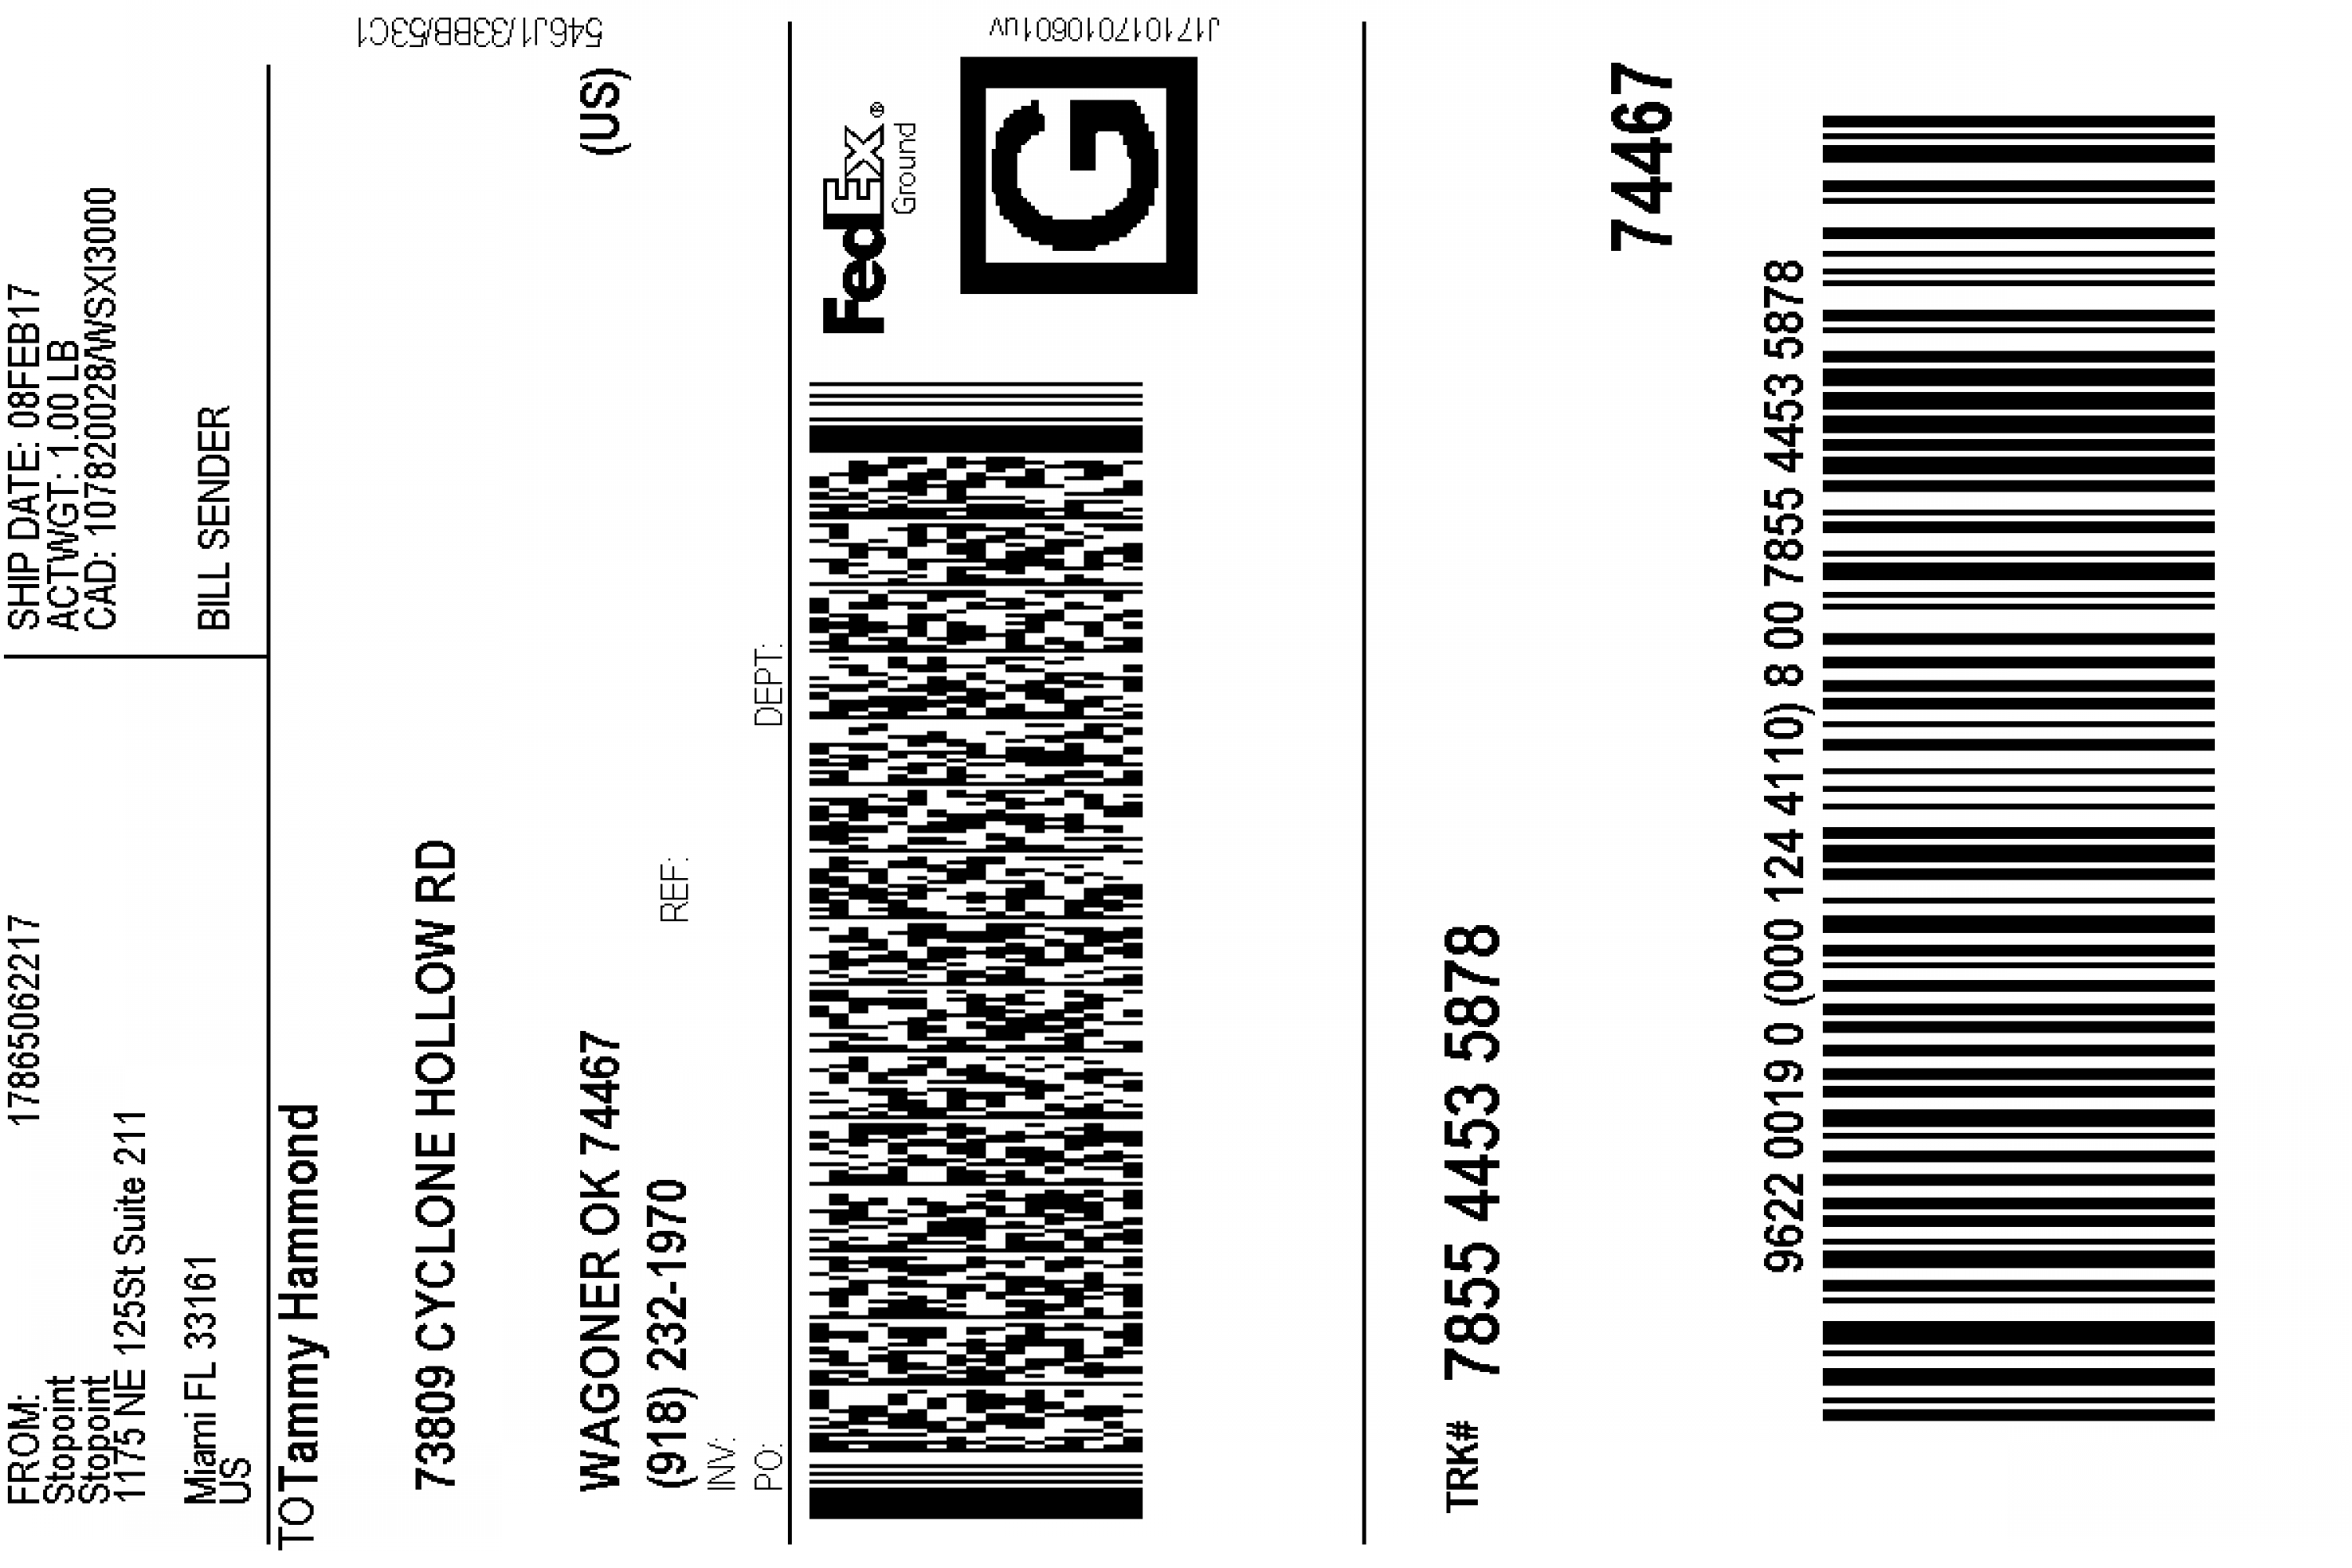 FROM: 17865062217
Stopoint
Stopoint
1175 NE 125St Suite 211
Miami FL 33161
US
SHIP DATE: 08FEB17
ACTWGT: 1.00 LB
CAD: 107820028/WSXI3000
BILL SENDER
TO Tammy Hammond
73809 CYCLONE HOLLOW RD
WAGONER OK 74467 (US)
(918) 232-1970 REF:
INV:
PO: DEPT:
546J1/33BB/53C1
FedEx®
Ground
G
J171017010601uv
TRK# 7855 4453 5878
74467
9622 0019 0 (000 124 4110) 8 00 7855 4453 5878